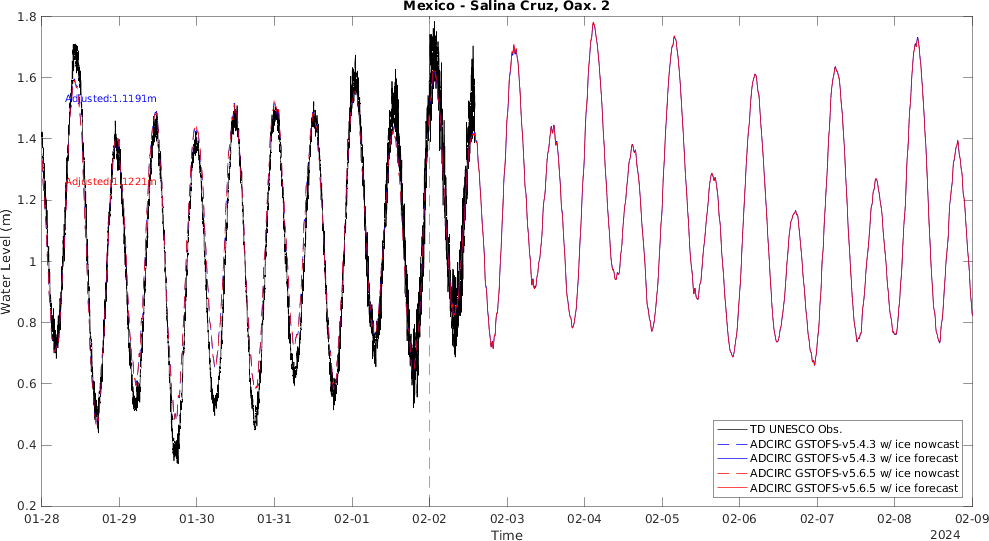 Mexico - Salina Cruz, Oax. 2
1.8
1.6
1.4
1.2
1
0.8
0.6
0.4
0.2
Water Level (m)
Adjusted:1.1191m
Adjusted:1.1221m
TD UNESCO Obs.
ADCIRC GSTOFS-v5.4.3 w/ ice nowcast
ADCIRC GSTOFS-v5.4.3 w/ ice forecast
ADCIRC GSTOFS-v5.6.5 w/ ice nowcast
ADCIRC GSTOFS-v5.6.5 w/ ice forecast
01-28 01-29 01-30 01-31 02-01 02-02 02-03 02-04 02-05 02-06 02-07 02-08 02-09
Time
2024